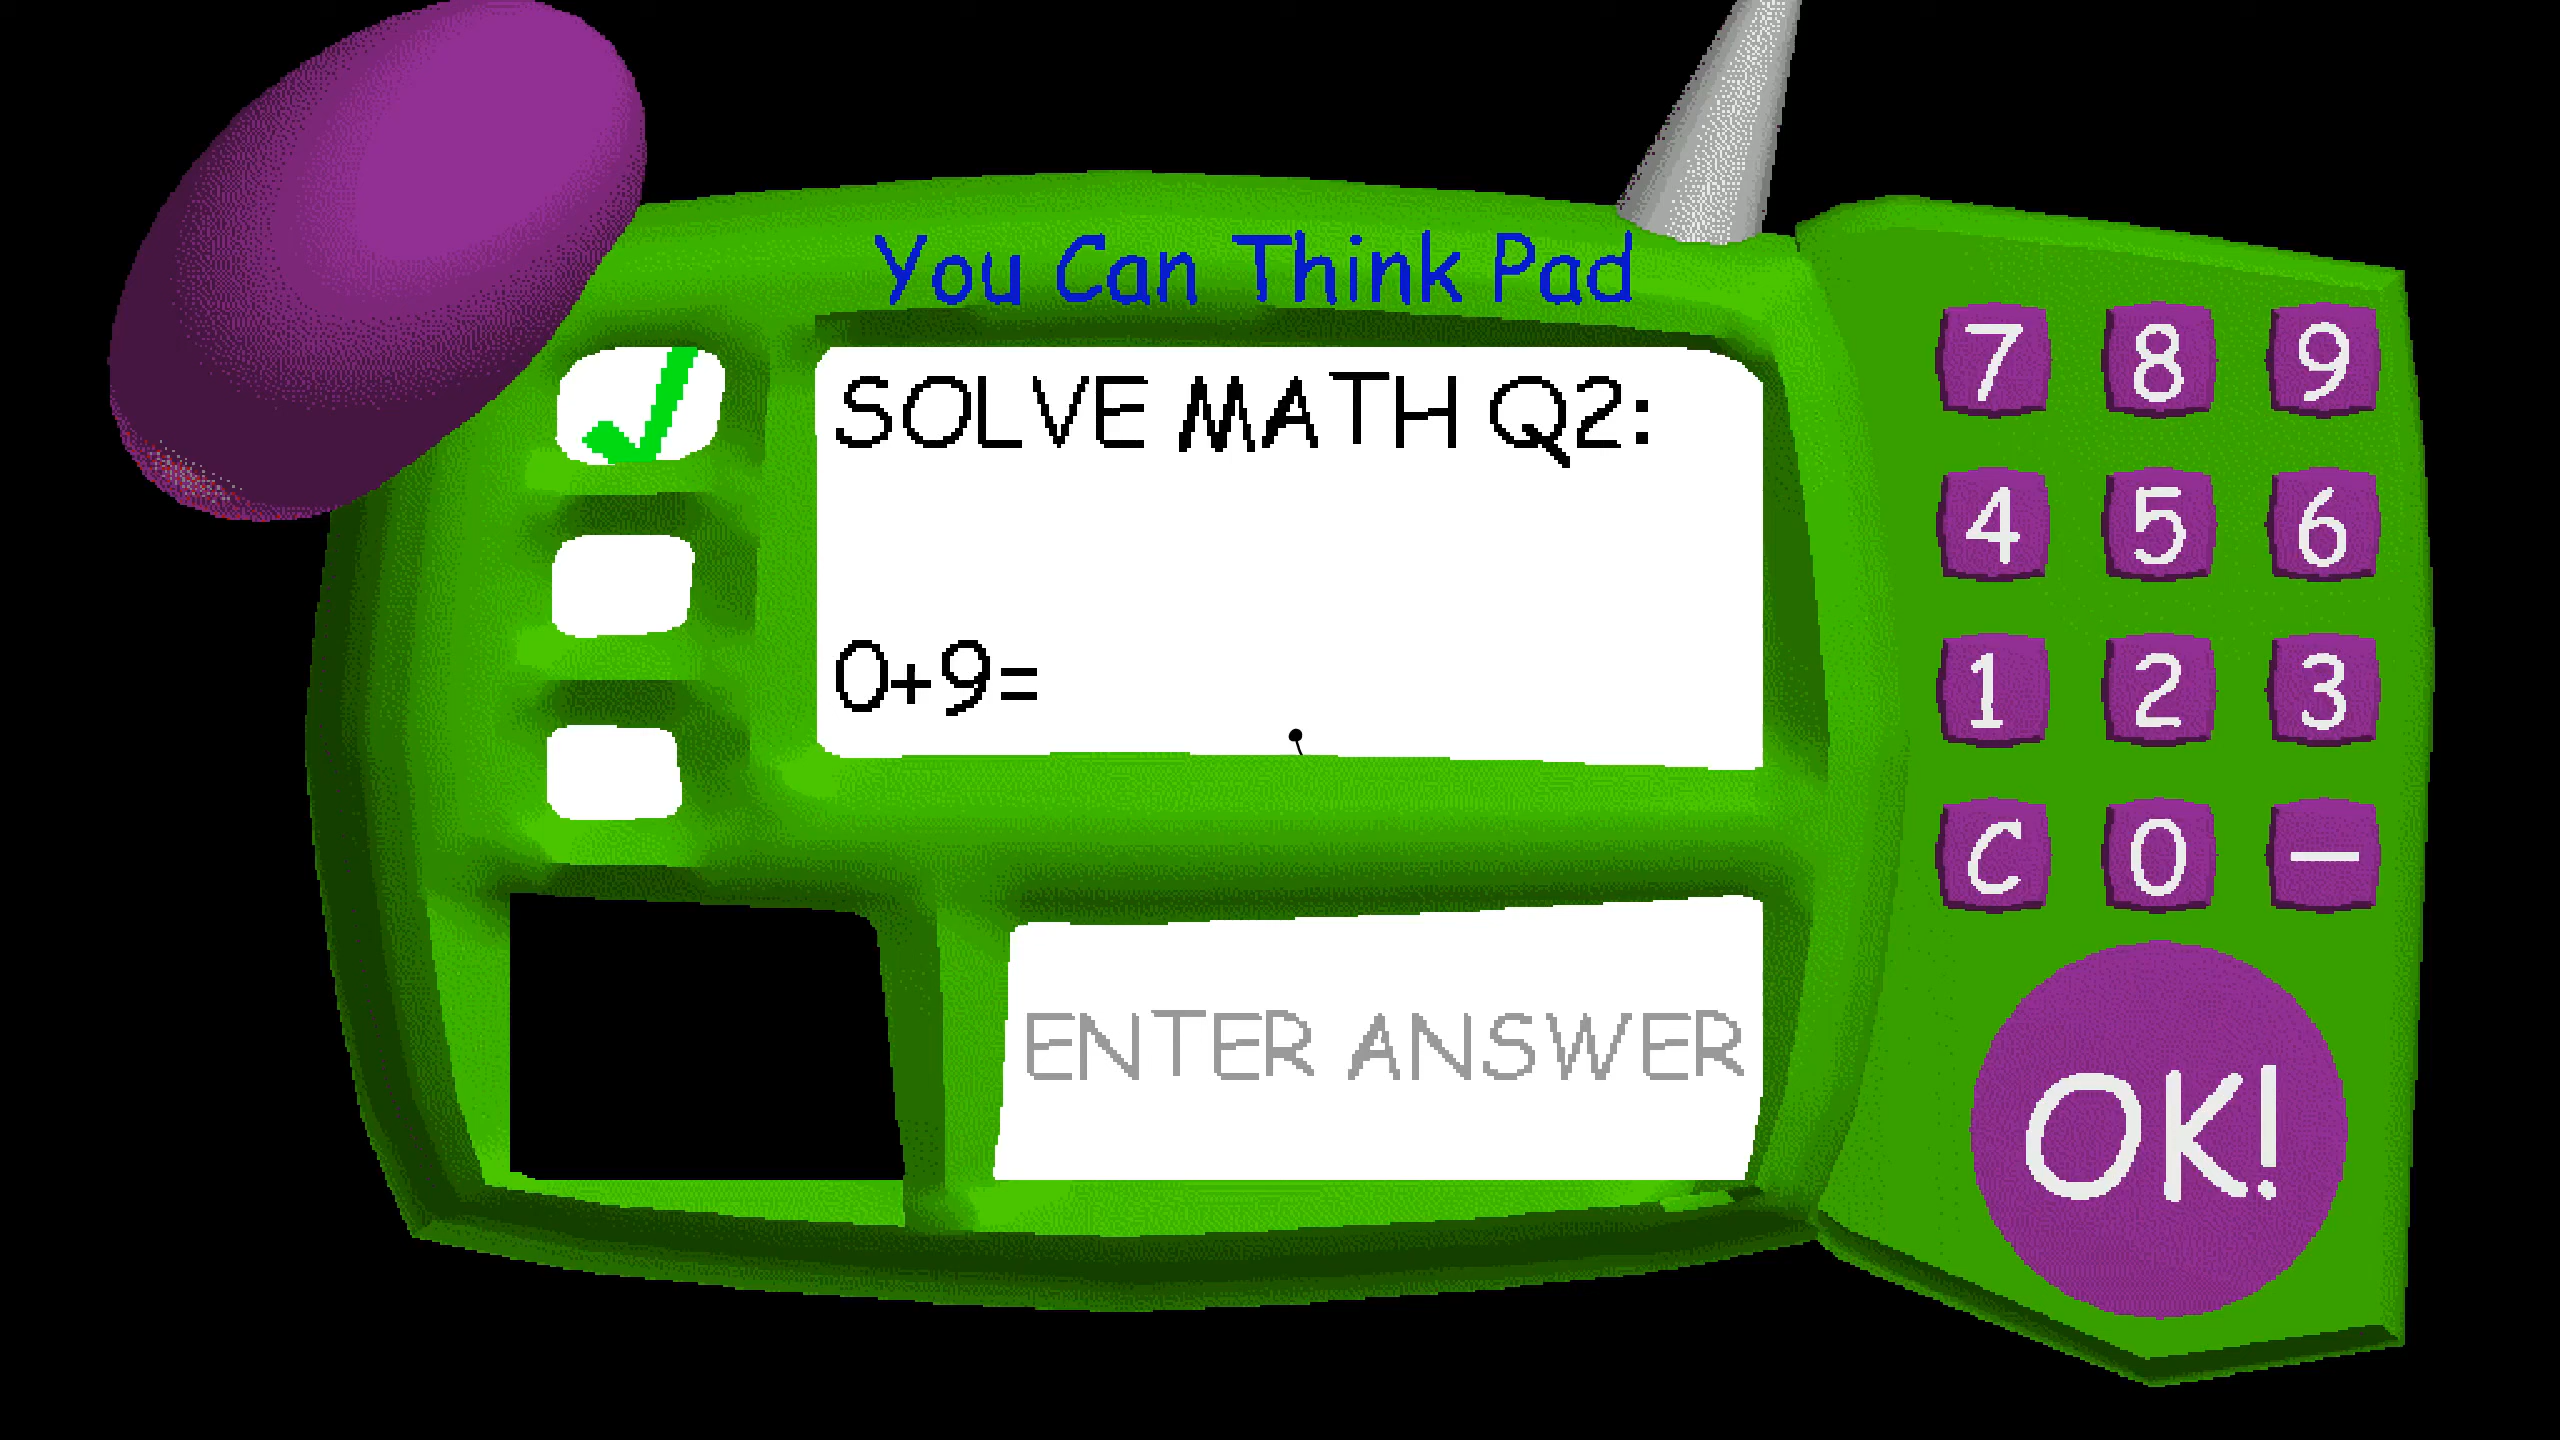 You Can Think Pad
SOLVE MATH Q2:
0+9=
ENTER ANSWER
7 8 9
4 5 6
1 2 3
C 0 —
OK!